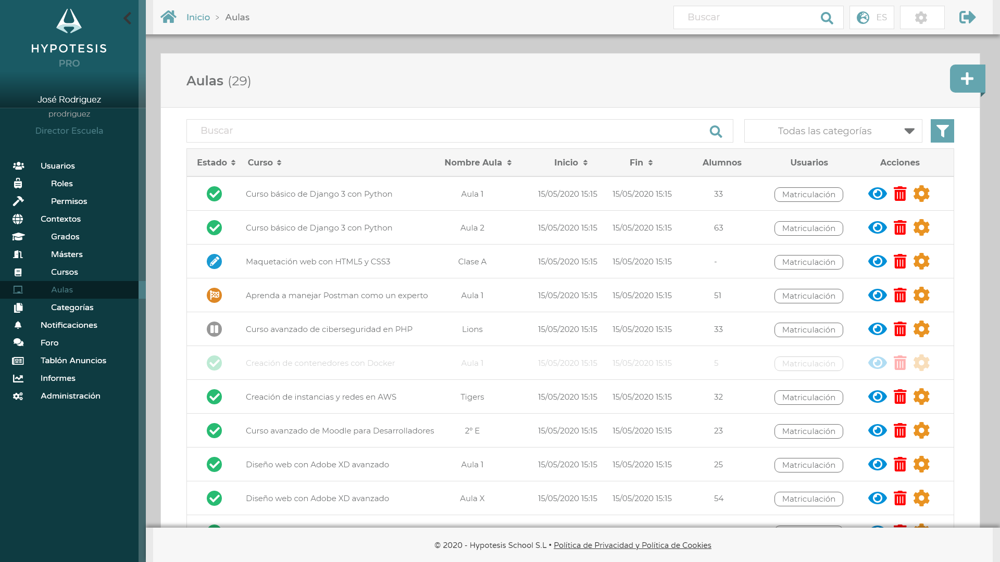 HYPOTESIS
PRO
José Rodriguez
prodriguez
Director Escuela
Usuarios
Roles
Permisos
Contextos
Grados
Másters
Cursos
Aulas
Categorías
Notificaciones
Foro
Tablón Anuncios
Informes
Administración
Inicio > Aulas
Buscar
ES
Aulas (29)
Buscar
Todas las categorías
Estado Curso Nombre Aula Inicio Fin Alumnos Usuarios Acciones
Curso básico de Django 3 con Python Aula 1 15/05/2020 15:15 15/05/2020 15:15 33 Matriculación
Curso básico de Django 3 con Python Aula 2 15/05/2020 15:15 15/05/2020 15:15 63 Matriculación
Maquetación web con HTML5 y CSS3 Clase A 15/05/2020 15:15 15/05/2020 15:15 - Matriculación
Aprenda a manejar Postman como un experto Aula 1 15/05/2020 15:15 15/05/2020 15:15 51 Matriculación
Curso avanzado de ciberseguridad en PHP Lions 15/05/2020 15:15 15/05/2020 15:15 33 Matriculación
Creación de contenedores con Docker Aula 1 15/05/2020 15:15 15/05/2020 15:15 5 Matriculación
Creación de instancias y redes en AWS Tigers 15/05/2020 15:15 15/05/2020 15:15 32 Matriculación
Curso avanzado de Moodle para Desarrolladores 2º E 15/05/2020 15:15 15/05/2020 15:15 23 Matriculación
Diseño web con Adobe XD avanzado Aula 1 15/05/2020 15:15 15/05/2020 15:15 25 Matriculación
Diseño web con Adobe XD avanzado Aula X 15/05/2020 15:15 15/05/2020 15:15 54 Matriculación
© 2020 - Hypotesis School S.L • Política de Privacidad y Política de Cookies